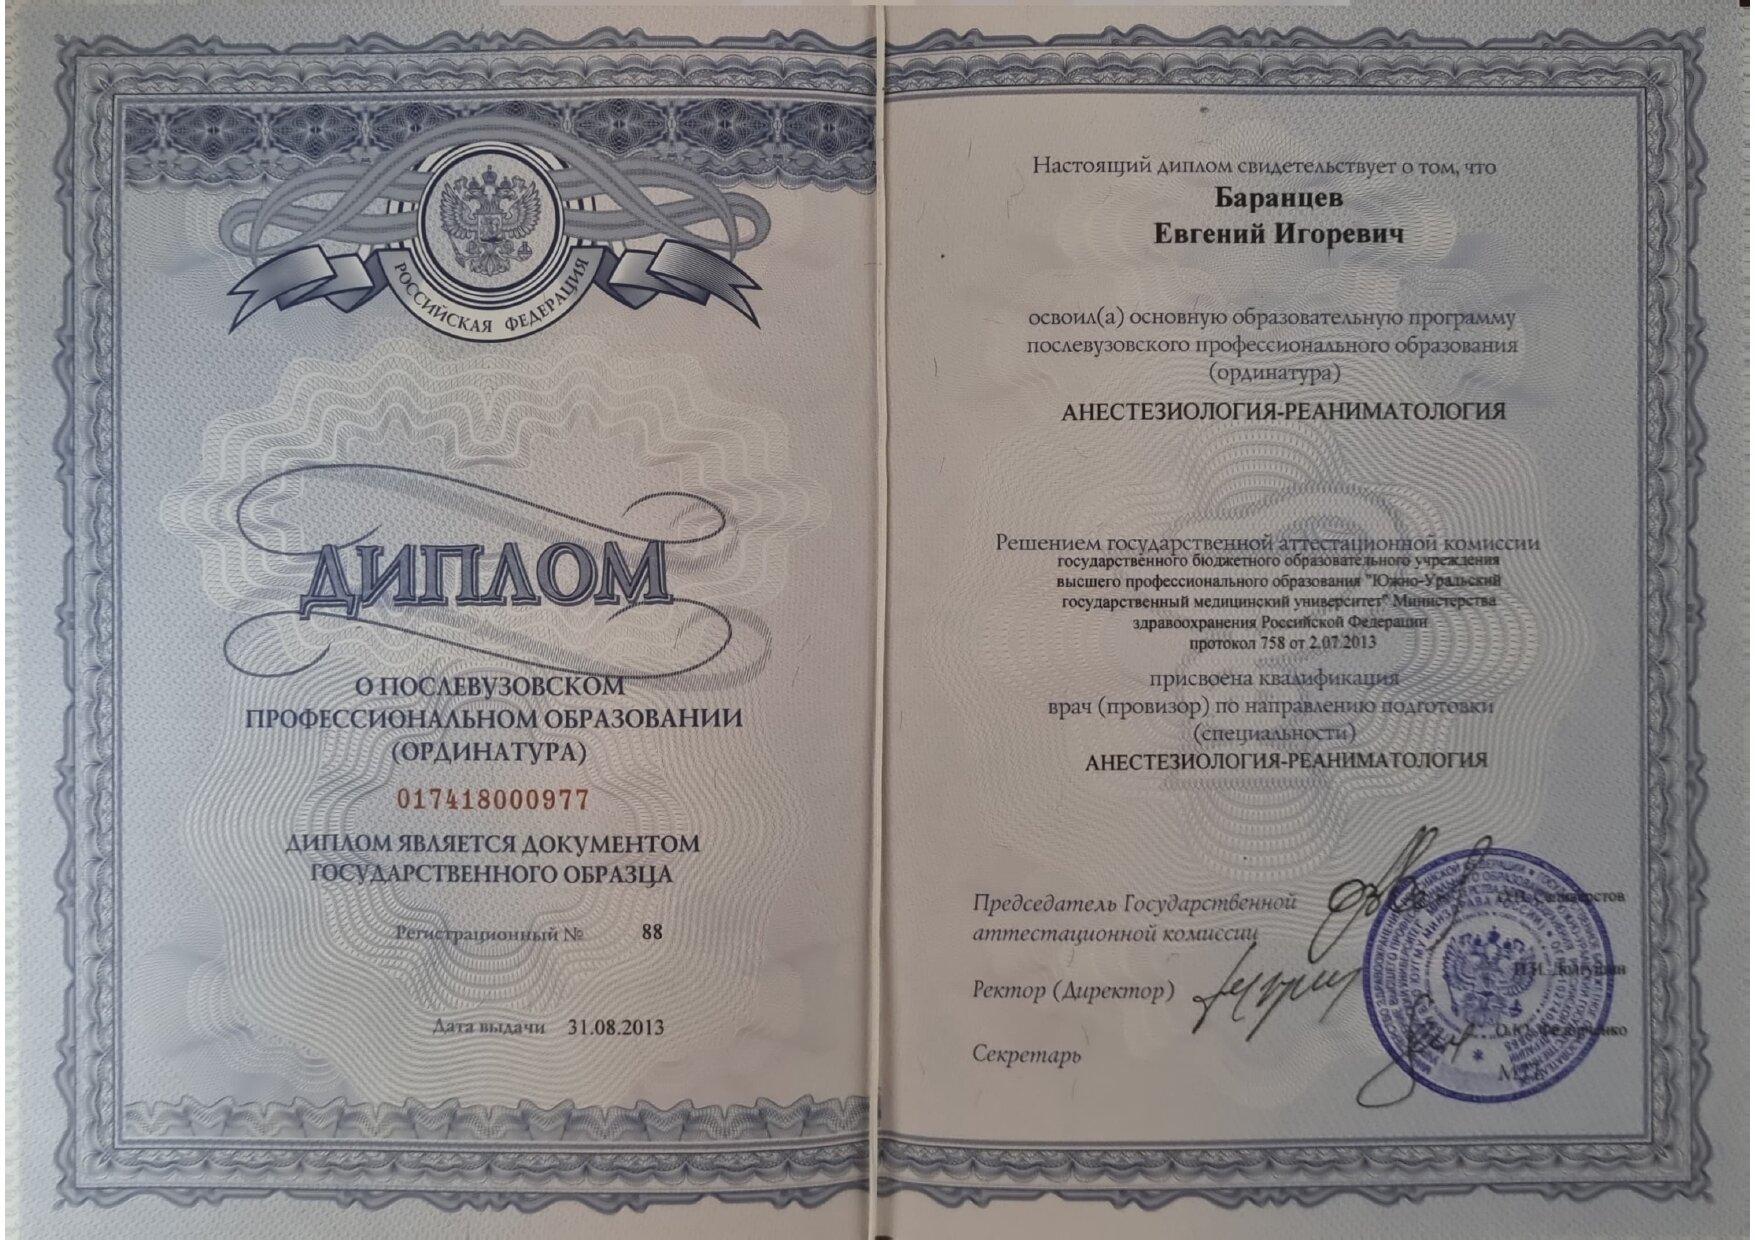 РОССИЙСКАЯ ФЕДЕРАЦИЯ
ДИПЛОМ
О ПОСЛЕВУЗОВСКОМ
ПРОФЕССИОНАЛЬНОМ ОБРАЗОВАНИИ
(ОРДИНАТУРА)
017418000977
ДИПЛОМ ЯВЛЯЕТСЯ ДОКУМЕНТОМ
ГОСУДАРСТВЕННОГО ОБРАЗЦА
Регистрационный № 88
Дата выдачи 31.08.2013
Настоящий диплом свидетельствует о том, что
Баранцев
Евгений Игоревич
освоил(а) основную образовательную программу
послевузовского профессионального образования
(ординатура)
АНЕСТЕЗИОЛОГИЯ-РЕАНИМАТОЛОГИЯ
Решением государственной аттестационной комиссии
государственного бюджетного образовательного учреждения
высшего профессионального образования "Южно-Уральский
государственный медицинский университет" Министерства
здравоохранения Российской Федерации
протокол 758 от 2.07.2013
присвоена квалификация
врач (провизор) по направлению подготовки
(специальности)
АНЕСТЕЗИОЛОГИЯ-РЕАНИМАТОЛОГИЯ
Председатель Государственной
аттестационной комиссии
Ректор (Директор)
И.И. Долгушин
Секретарь
О.Ю. Федорченко
М.П.